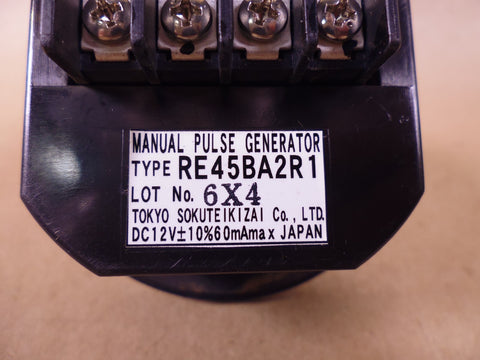 MANUAL PULSE GENERATOR
TYPE RE45BA2R1
LOT No. 6X4
TOKYO SOKUTEIKIZAI Co., LTD.
DC12V±10%60mAmax JAPAN